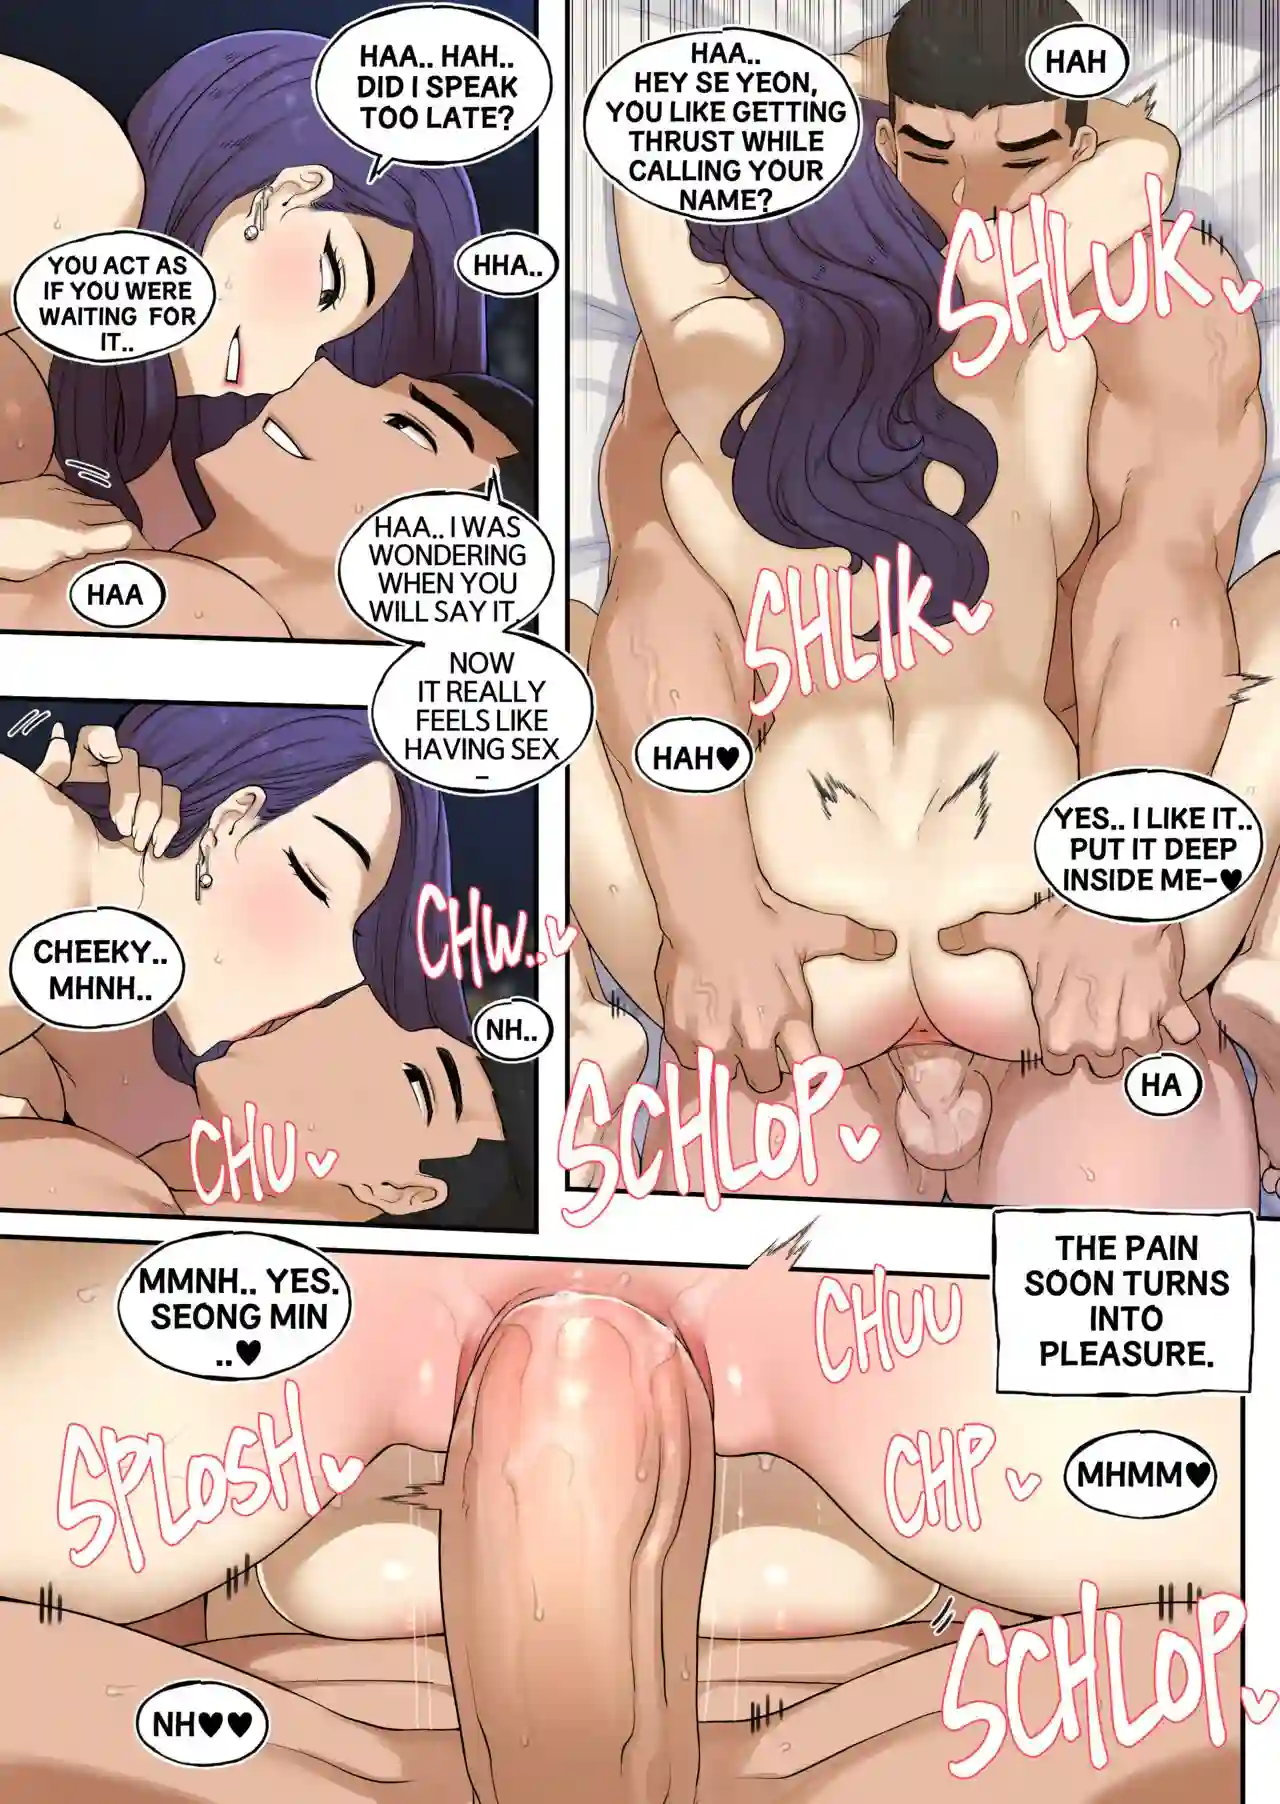 HAA.. HAH..
DID I SPEAK
TOO LATE?
YOU ACT AS
IF YOU WERE
WAITING FOR
IT..
HHA..
HAA
HAA.. I WAS
WONDERING
WHEN YOU
WILL SAY IT.
NOW
IT REALLY
FEELS LIKE
HAVING SEX
-
CHEEKY..
MHNH..
CHW..
NH..
CHU
HAA..
HEY SE YEON,
YOU LIKE GETTING
THRUST WHILE
CALLING YOUR
NAME?
HAH
SHLUK
SHLIK
HAH♥
YES.. I LIKE IT..
PUT IT DEEP
INSIDE ME-♥
HA
SCHLOP
MMNH.. YES.
SEONG MIN
..♥
THE PAIN
SOON TURNS
INTO
PLEASURE.
CHUU
SPLOSH
CHP
MHMM♥
SCHLOP
NH♥♥